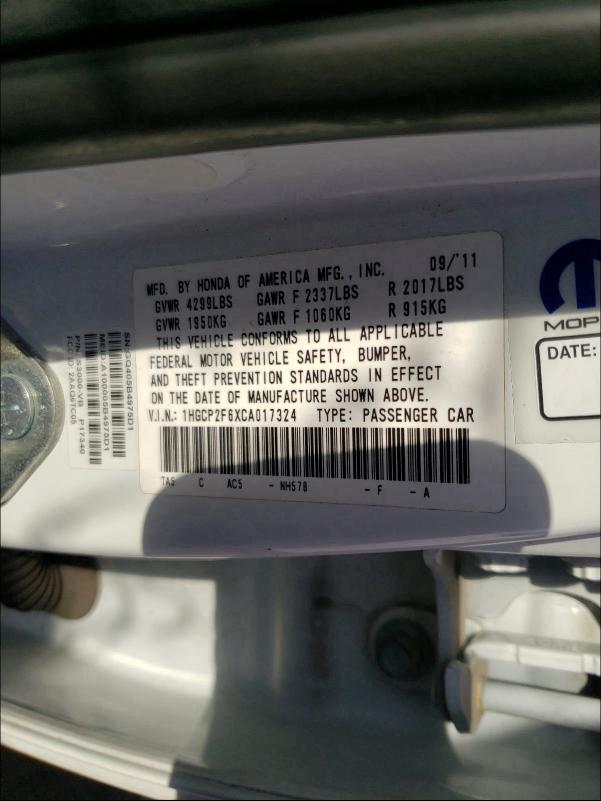 MFD. BY HONDA OF AMERICA MFG., INC. 09/'11
GVWR 4299LBS GAWR F 2337LBS R 2017LBS
GVWR 1950KG GAWR F 1060KG R 915KG
THIS VEHICLE CONFORMS TO ALL APPLICABLE
FEDERAL MOTOR VEHICLE SAFETY, BUMPER,
AND THEFT PREVENTION STANDARDS IN EFFECT
ON THE DATE OF MANUFACTURE SHOWN ABOVE.
V.I.N.: 1HGCP2F6XCA017324 TYPE: PASSENGER CAR
TA5 C AC5 - NH578 - F - A
P17340
MOP
DATE: